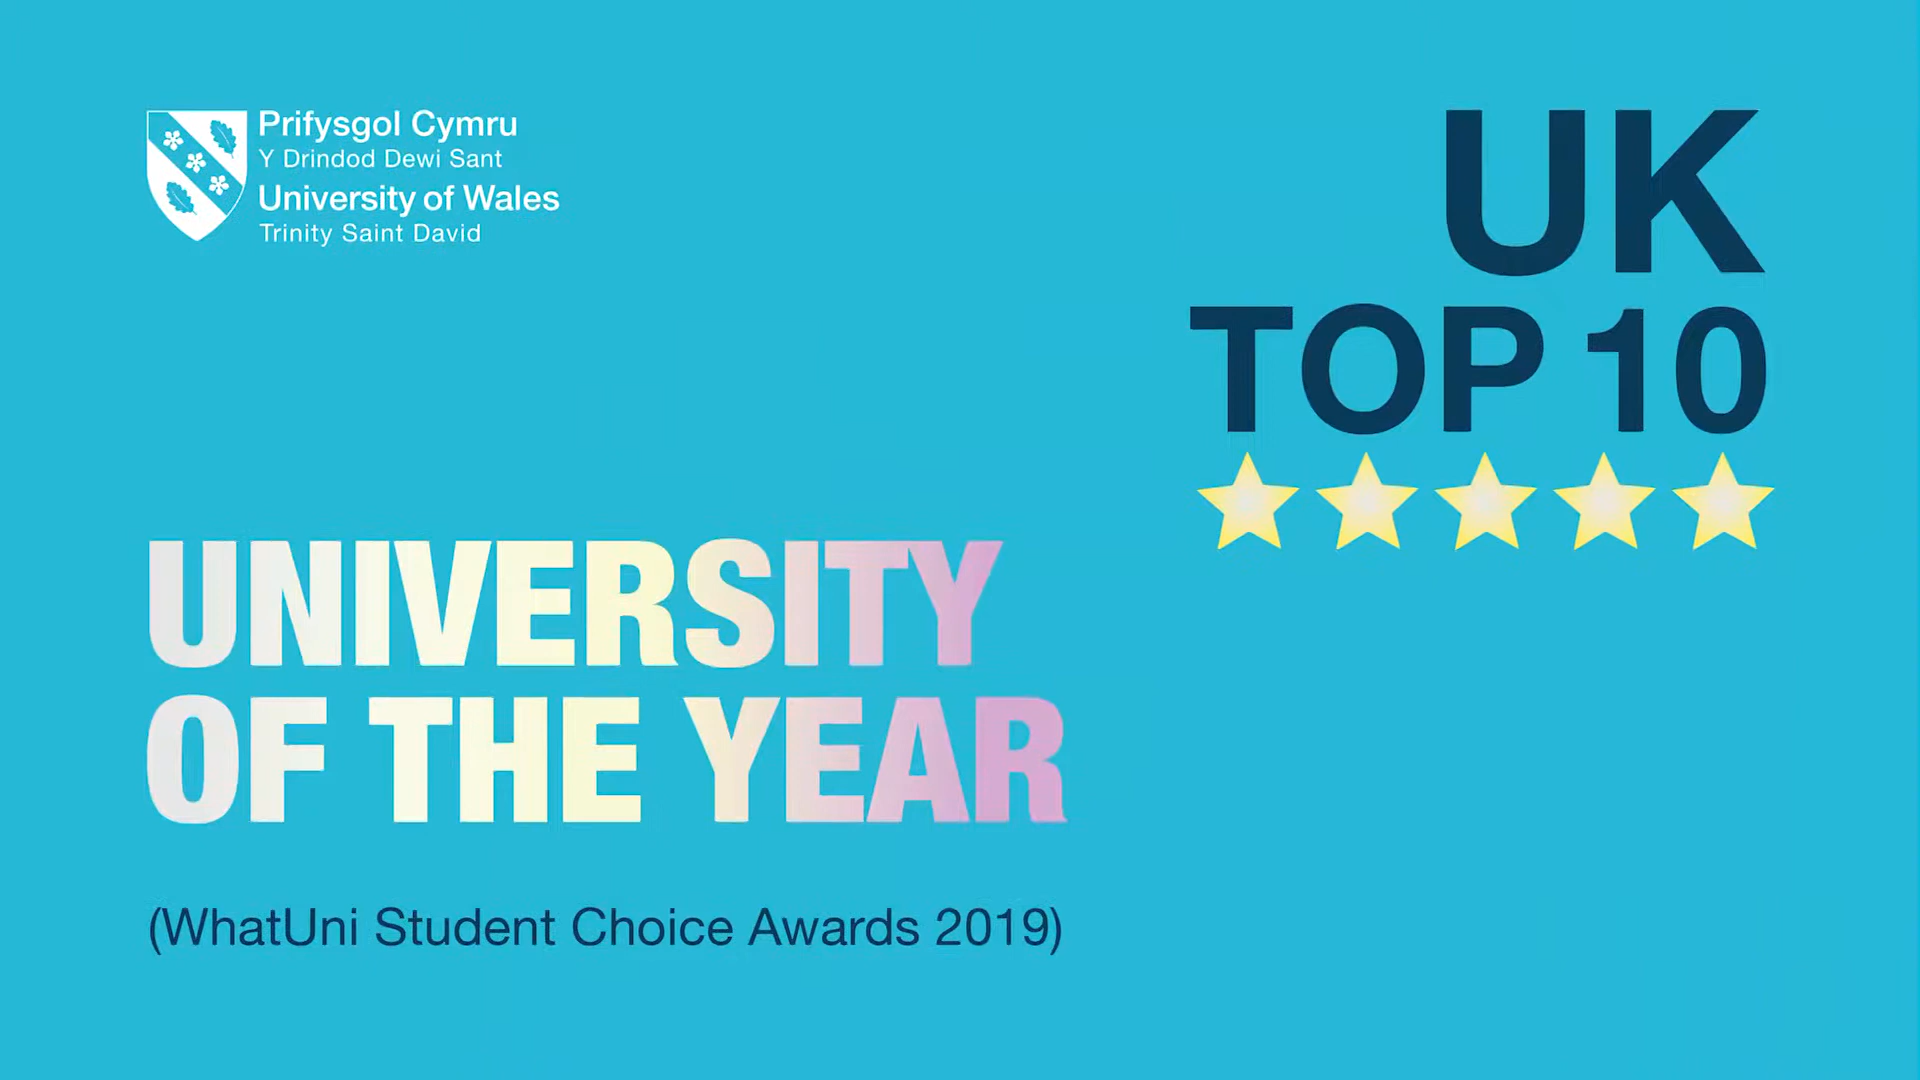 Prifysgol Cymru
Y Drindod Dewi Sant
University of Wales
Trinity Saint David
UK
TOP 10
UNIVERSITY
OF THE YEAR
(WhatUni Student Choice Awards 2019)